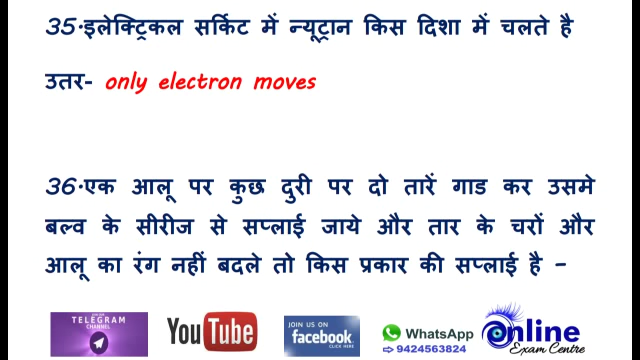 35.इलेक्ट्रिकल सर्किट में न्यूट्रान किस दिशा में चलते है
उतर- only electron moves
36.एक आलू पर कुछ दुरी पर दो तारें गाड कर उसमे
बल्व के सीरीज से सप्लाई जाये और तार के चरों और
आलू का रंग नहीं बदले तो किस प्रकार की सप्लाई है –
TELEGRAM
CHANNEL
YouTube
JOIN US ON
facebook
CLICK HERE
WhatsApp
⇨ 9424563824
Online
Exam Centre